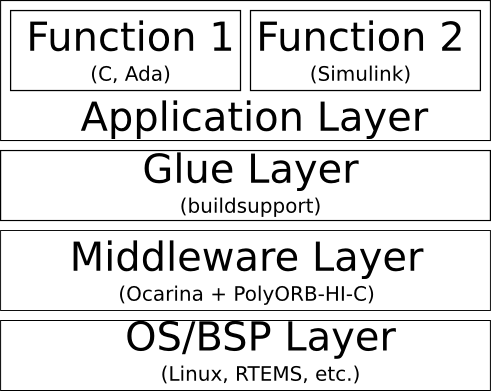 Function 1 Function 2
(C, Ada) (Simulink)
Application Layer
Glue Layer
(buildsupport)
Middleware Layer
(Ocarina + PolyORB-HI-C)
OS/BSP Layer
(Linux, RTEMS, etc.)